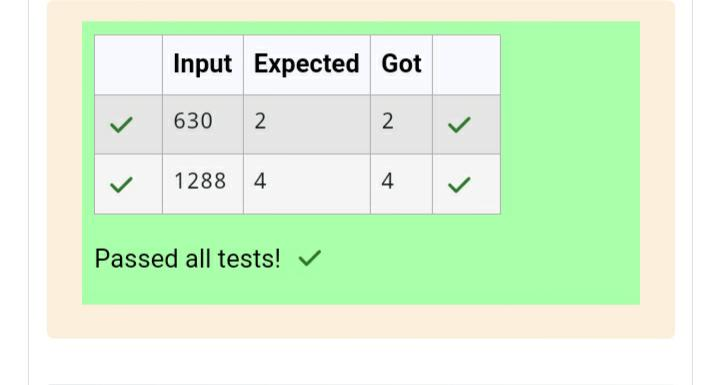 Input Expected Got
630 2 2
1288 4 4
Passed all tests!